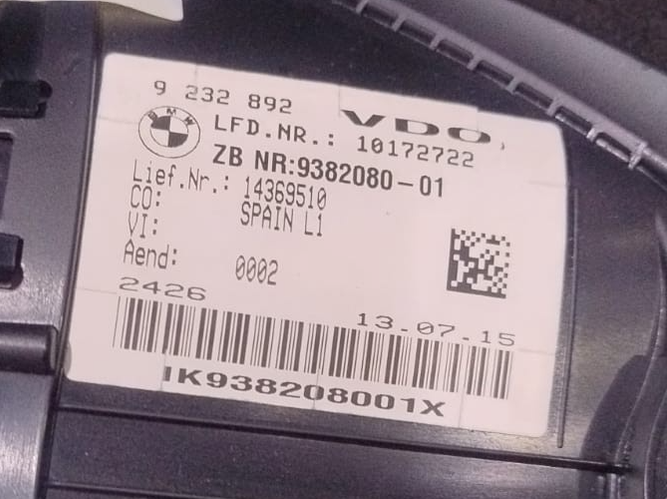 9 232 892
VDO
BMW
LFD.NR.: 10172722
ZB NR:9382080-01
Lief.Nr.: 14369510
CO: SPAIN L1
VI:
Aend: 0002
2426 13.07.15
IK938208001X